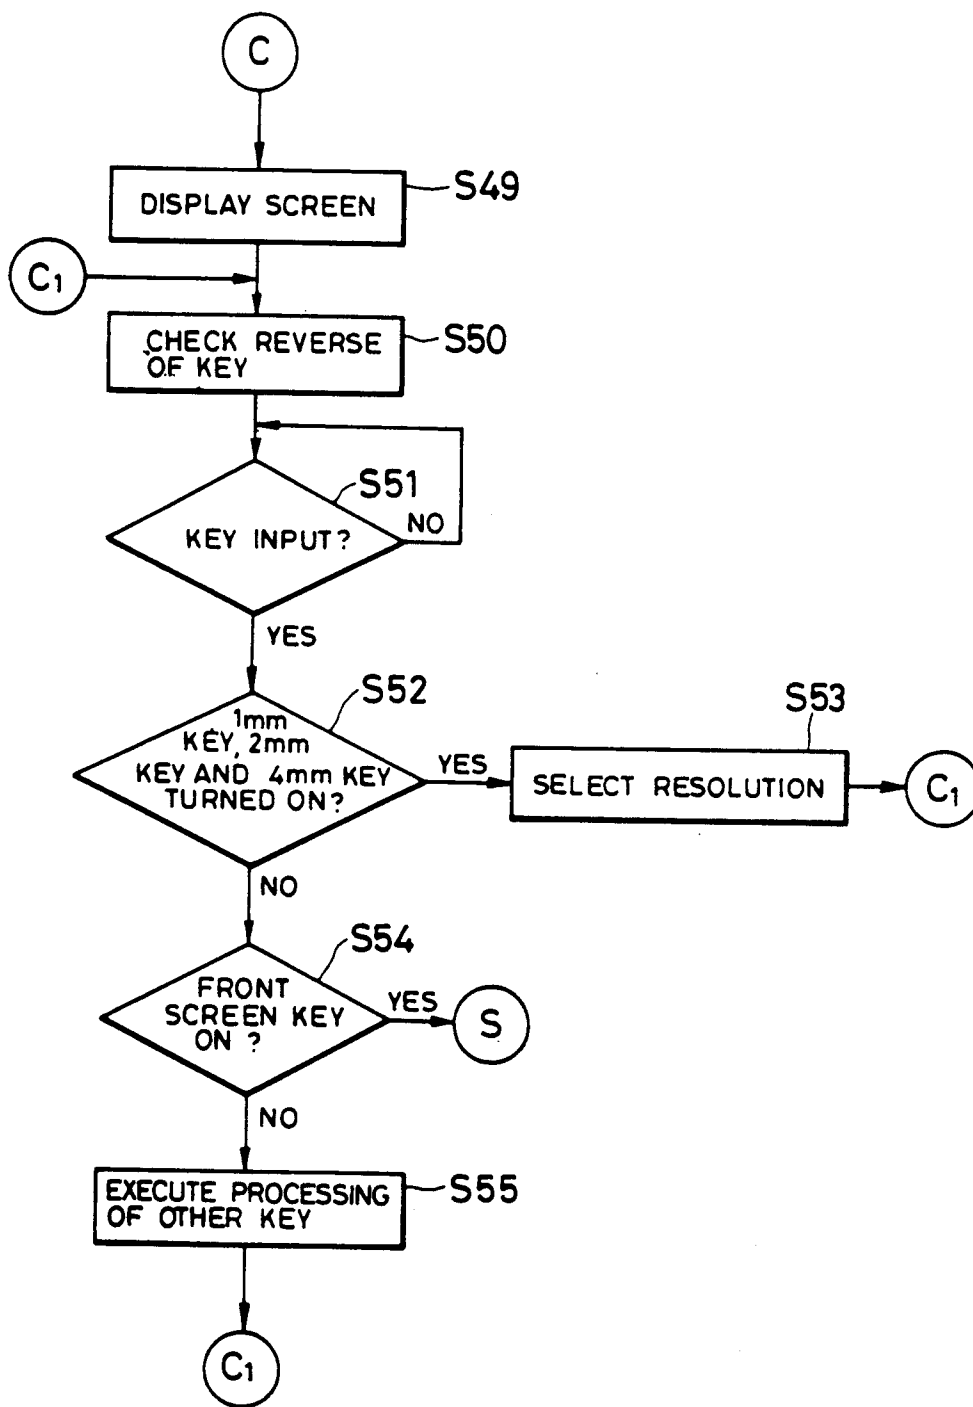 C
DISPLAY SCREEN
S49
C1
CHECK REVERSE
OF KEY
S50
S51
KEY INPUT?
NO
YES
S52
1mm
KEY, 2mm
KEY AND 4mm KEY
TURNED ON?
YES
S53
SELECT RESOLUTION
C1
NO
S54
FRONT
SCREEN KEY
ON?
YES
S
NO
EXECUTE PROCESSING
OF OTHER KEY
S55
C1